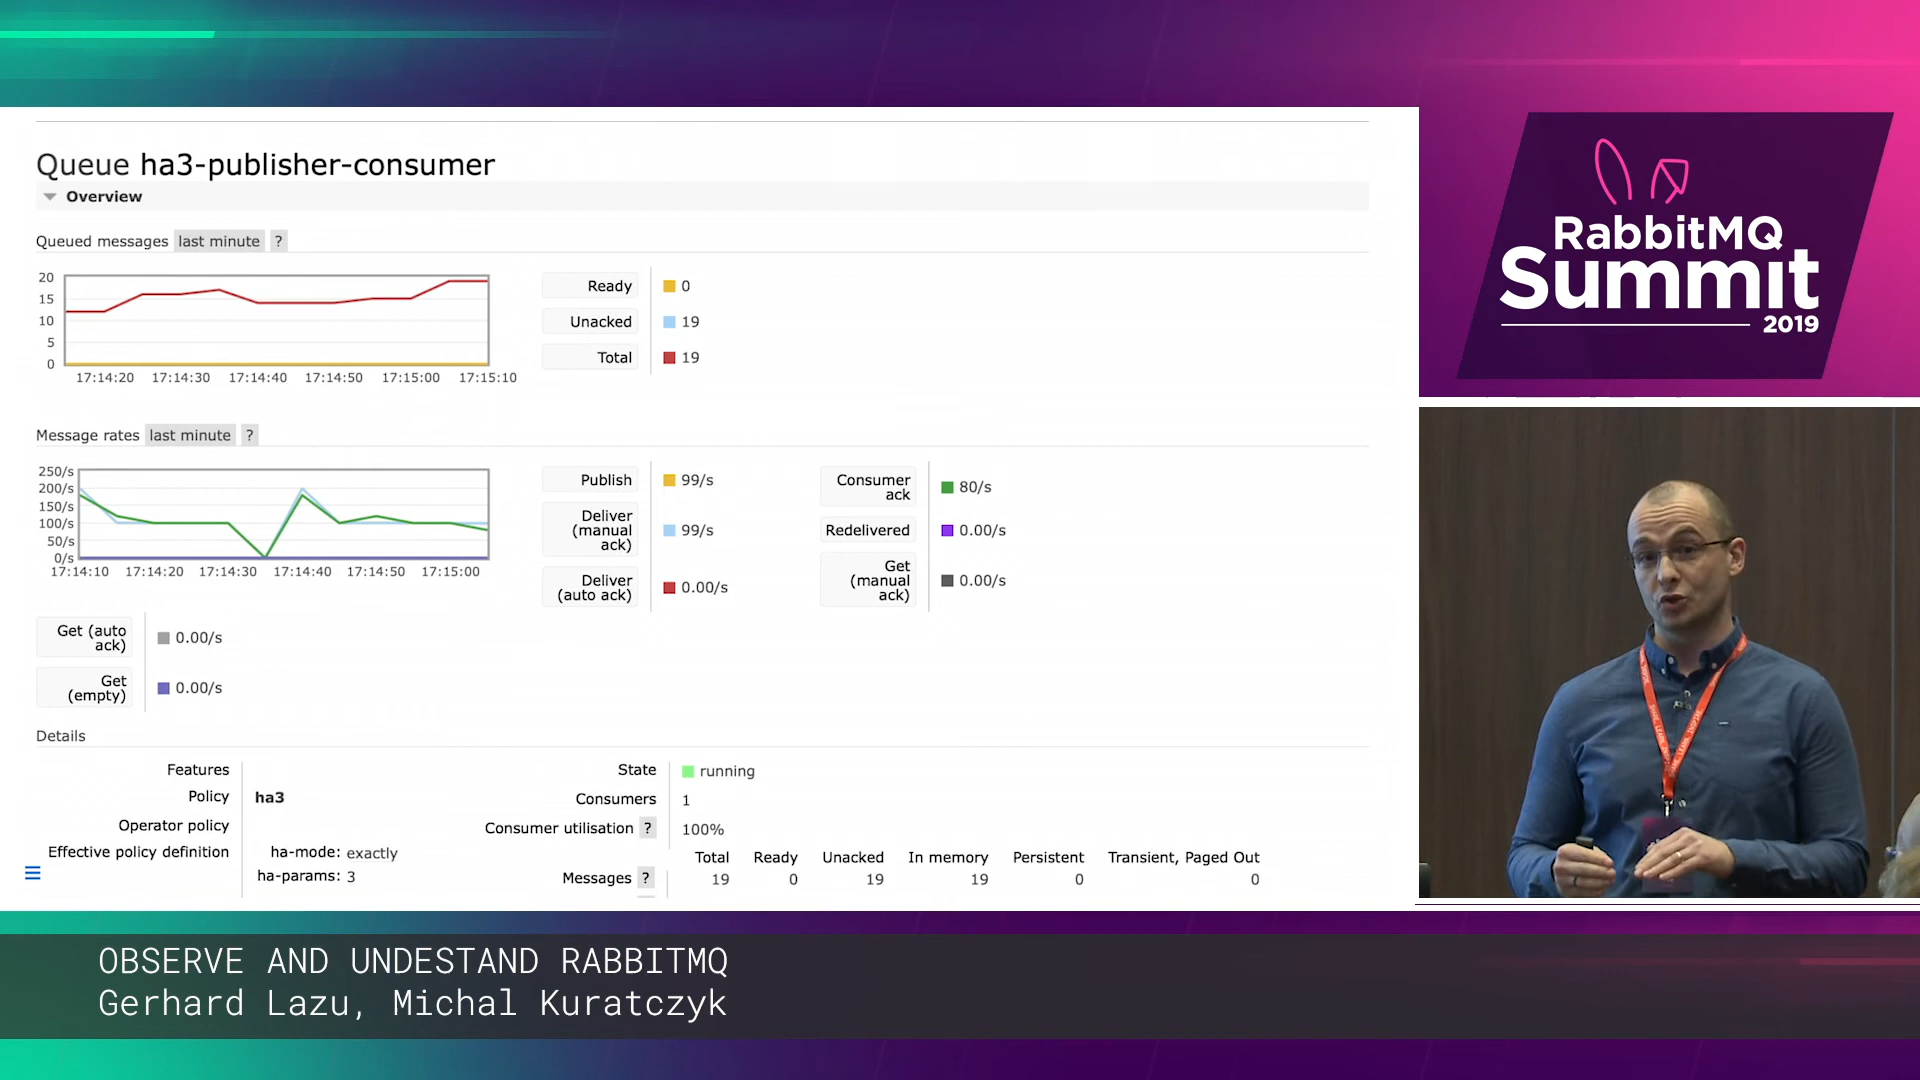 Queue ha3-publisher-consumer
Overview
Queued messages last minute ?
20
15
10
5
0
17:14:20 17:14:30 17:14:40 17:14:50 17:15:00 17:15:10
Ready 0
Unacked 19
Total 19
Message rates last minute ?
250/s
200/s
150/s
100/s
50/s
0/s
17:14:10 17:14:20 17:14:30 17:14:40 17:14:50 17:15:00
Publish 99/s
Deliver
(manual
ack) 99/s
Deliver
(auto ack) 0.00/s
Consumer
ack 80/s
Redelivered 0.00/s
Get
(manual
ack) 0.00/s
Get (auto
ack) 0.00/s
Get
(empty) 0.00/s
Details
Features
Policy ha3
Operator policy
Effective policy definition ha-mode: exactly
ha-params: 3
State running
Consumers 1
Consumer utilisation ? 100%
Total Ready Unacked In memory Persistent Transient, Paged Out
Messages ? 19 0 19 19 0 0
RabbitMQ
Summit
2019
OBSERVE AND UNDESTAND RABBITMQ
Gerhard Lazu, Michal Kuratczyk